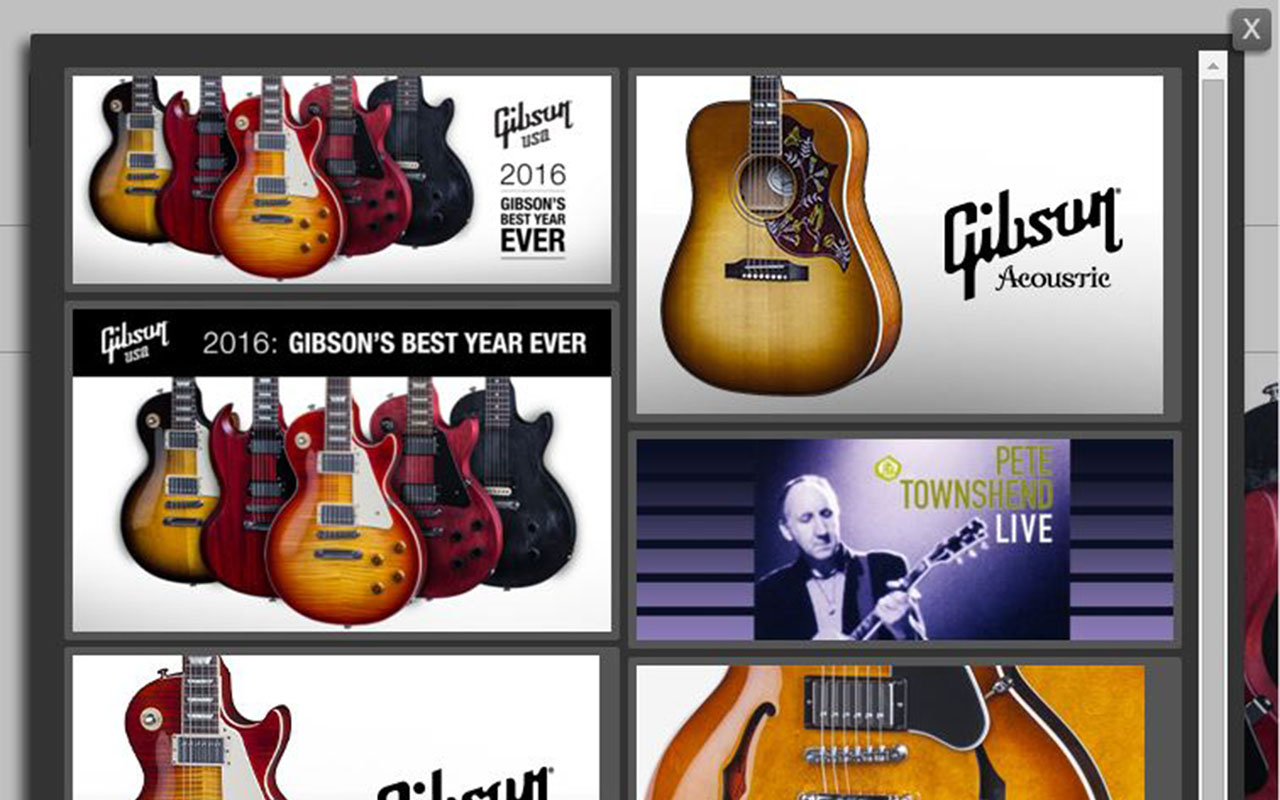 X
Gibson
usa
2016
GIBSON'S
BEST YEAR
EVER
Gibson
Acoustic
Gibson
usa
2016: GIBSON'S BEST YEAR EVER
PETE
TOWNSHEND
LIVE
Gibson